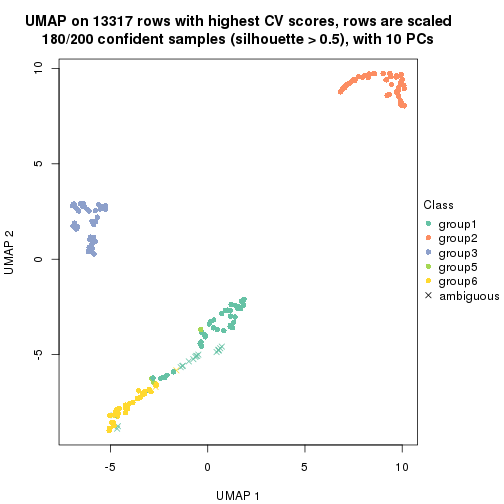 UMAP on 13317 rows with highest CV scores, rows are scaled
180/200 confident samples (silhouette > 0.5), with 10 PCs
10
5
0
-5
UMAP 2
-5
0
5
10
UMAP 1
Class
group1
group2
group3
group5
group6
ambiguous